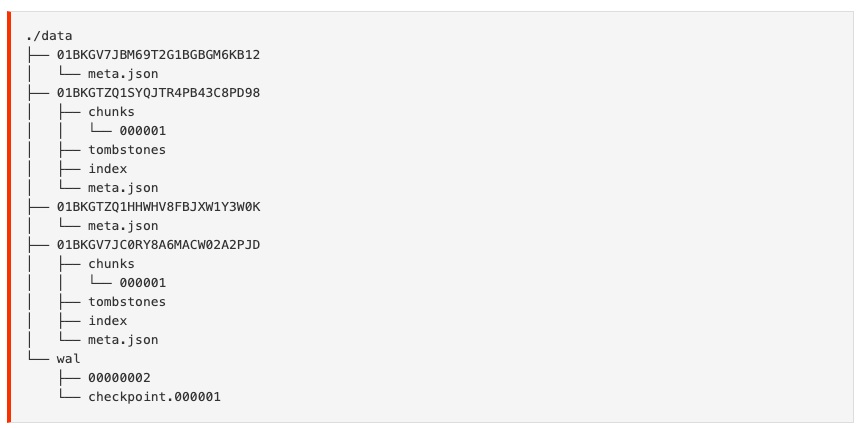 ./data
├── 01BKGV7JBM69T2G1BGBGM6KB12
│   └── meta.json
├── 01BKGTZQ1SYQJTR4PB43C8PD98
│   ├── chunks
│   │   └── 000001
│   ├── tombstones
│   ├── index
│   └── meta.json
├── 01BKGTZQ1HHWHV8FBJXW1Y3W0K
│   └── meta.json
├── 01BKGV7JC0RY8A6MACW02A2PJD
│   ├── chunks
│   │   └── 000001
│   ├── tombstones
│   ├── index
│   └── meta.json
└── wal
    ├── 00000002
    └── checkpoint.000001